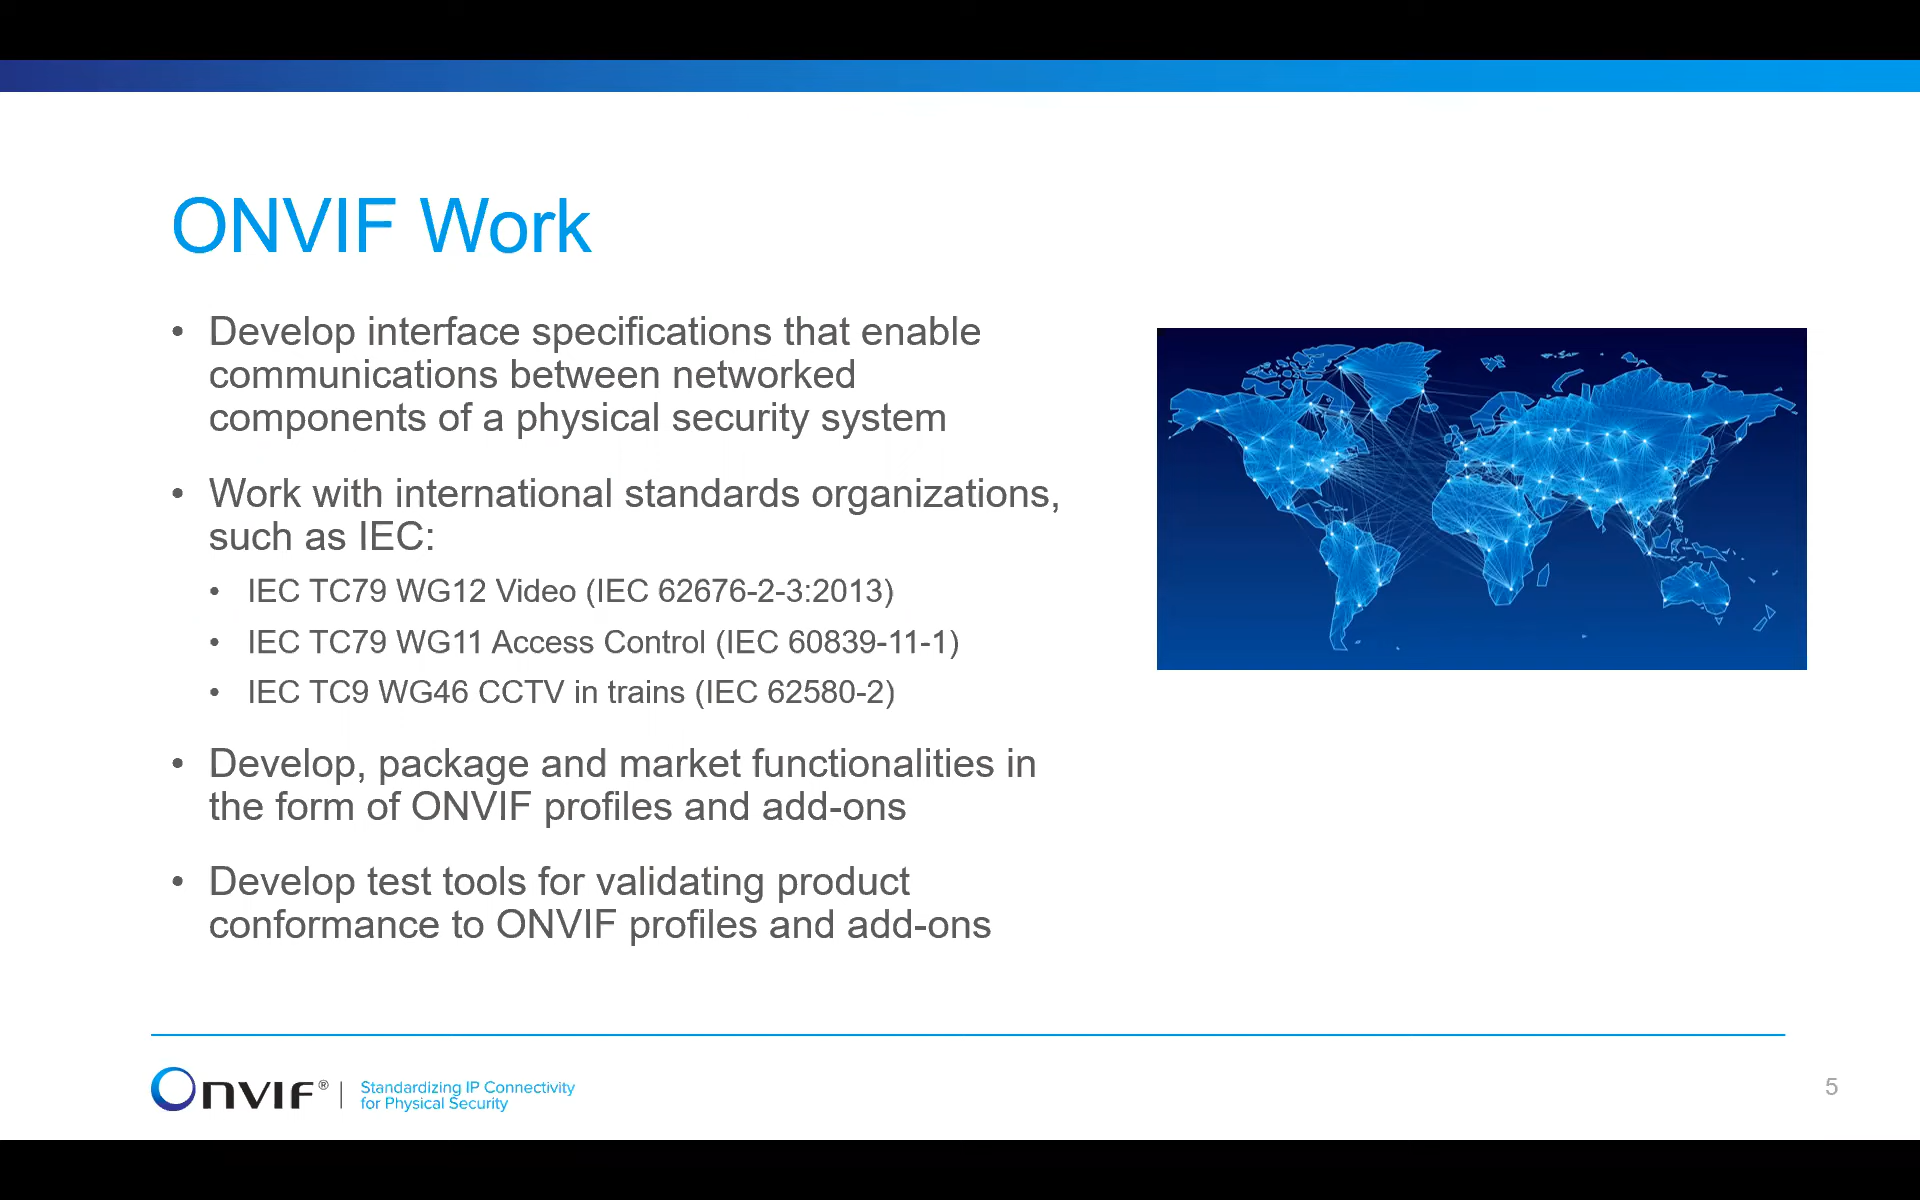 ONVIF Work
• Develop interface specifications that enable
communications between networked
components of a physical security system
• Work with international standards organizations,
such as IEC:
• IEC TC79 WG12 Video (IEC 62676-2-3:2013)
• IEC TC79 WG11 Access Control (IEC 60839-11-1)
• IEC TC9 WG46 CCTV in trains (IEC 62580-2)
• Develop, package and market functionalities in
the form of ONVIF profiles and add-ons
• Develop test tools for validating product
conformance to ONVIF profiles and add-ons
ONVIF® | Standardizing IP Connectivity
for Physical Security
5